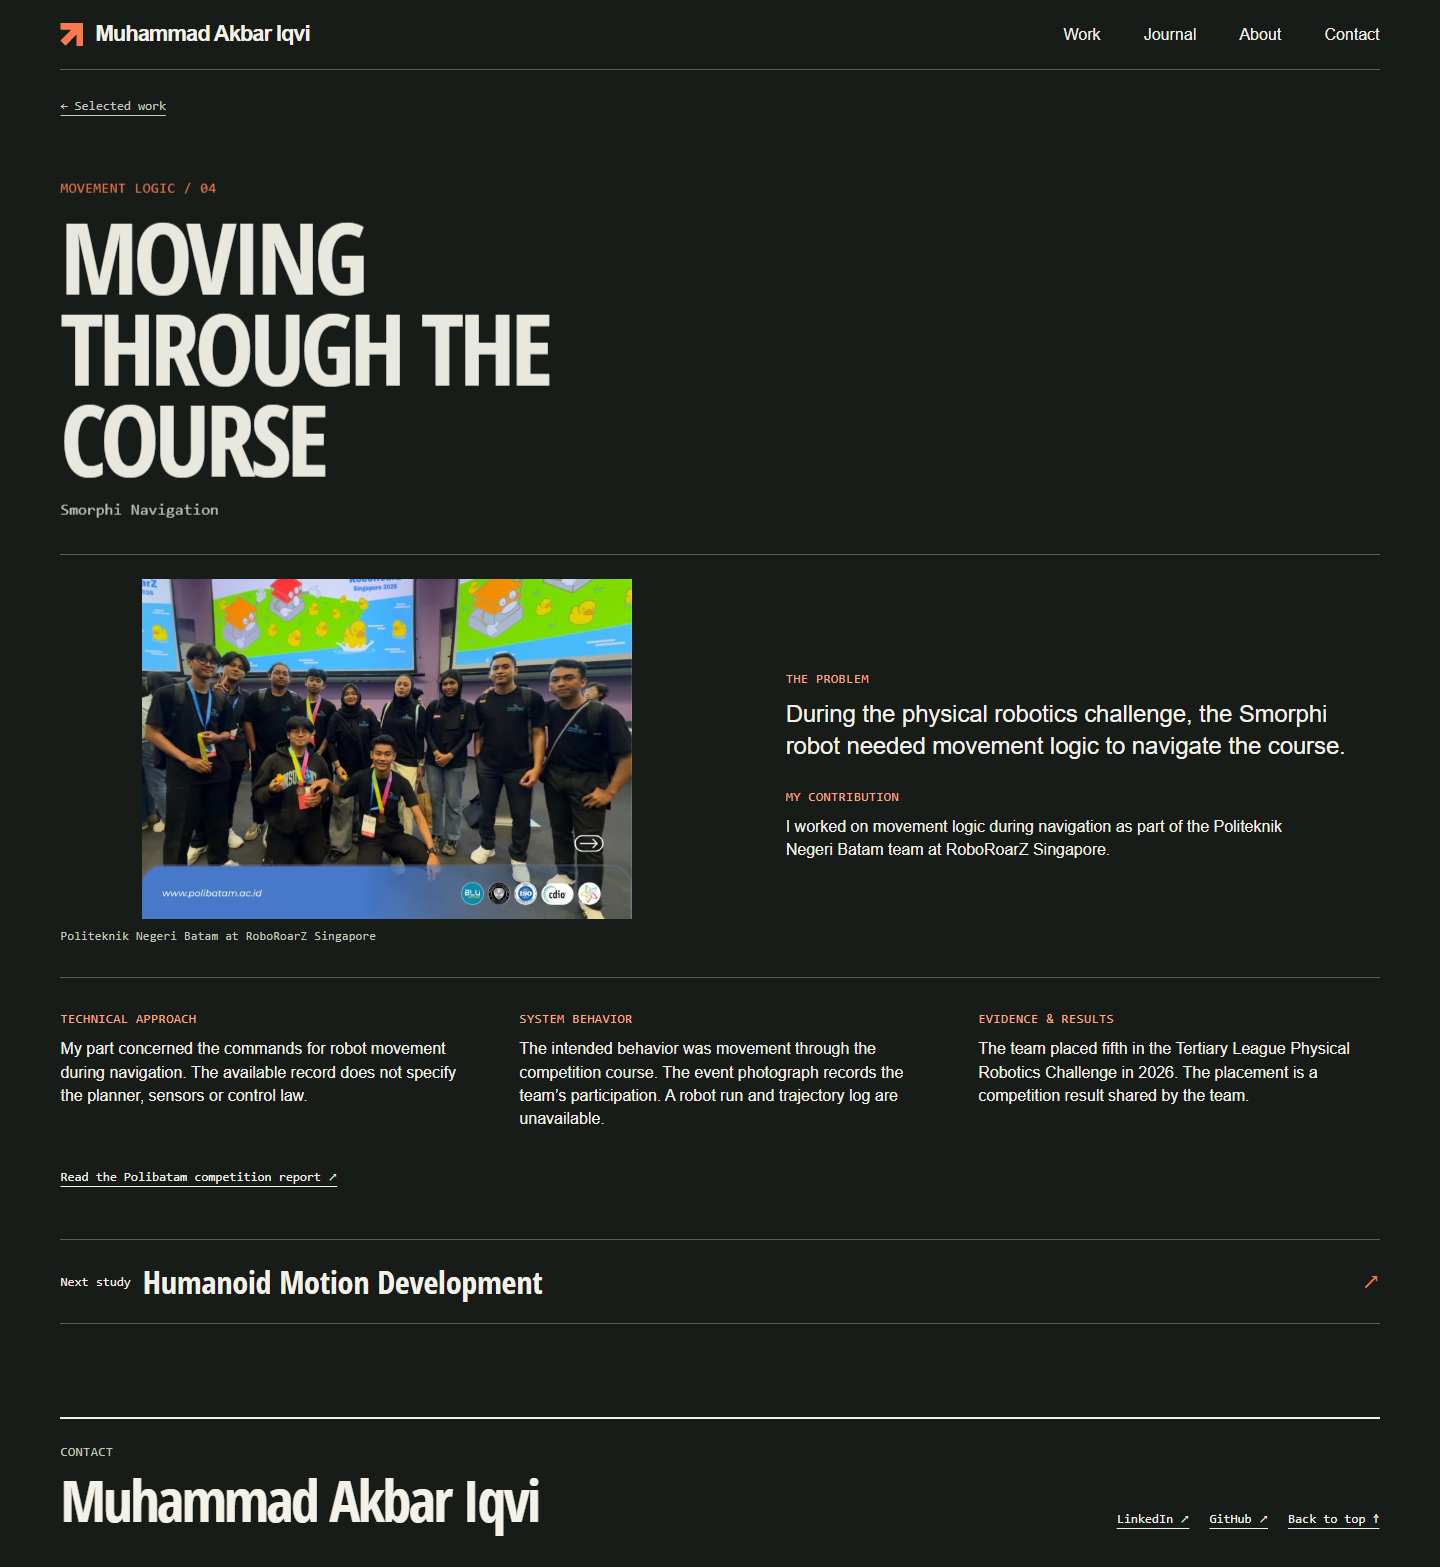 Muhammad Akbar Iqvi
Work Journal About Contact
← Selected work
MOVEMENT LOGIC / 04
MOVING
THROUGH THE
COURSE
Smorphi Navigation
Singapore 2026
www.polibatam.ac.id
BLU
ISO
cdio
Politeknik Negeri Batam at RoboRoarZ Singapore
THE PROBLEM
During the physical robotics challenge, the Smorphi
robot needed movement logic to navigate the course.
MY CONTRIBUTION
I worked on movement logic during navigation as part of the Politeknik
Negeri Batam team at RoboRoarZ Singapore.
TECHNICAL APPROACH
My part concerned the commands for robot movement
during navigation. The available record does not specify
the planner, sensors or control law.
SYSTEM BEHAVIOR
The intended behavior was movement through the
competition course. The event photograph records the
team’s participation. A robot run and trajectory log are
unavailable.
EVIDENCE & RESULTS
The team placed fifth in the Tertiary League Physical
Robotics Challenge in 2026. The placement is a
competition result shared by the team.
Read the Polibatam competition report ↗
Next study Humanoid Motion Development ↗
CONTACT
Muhammad Akbar Iqvi
LinkedIn ↗ GitHub ↗ Back to top ↑